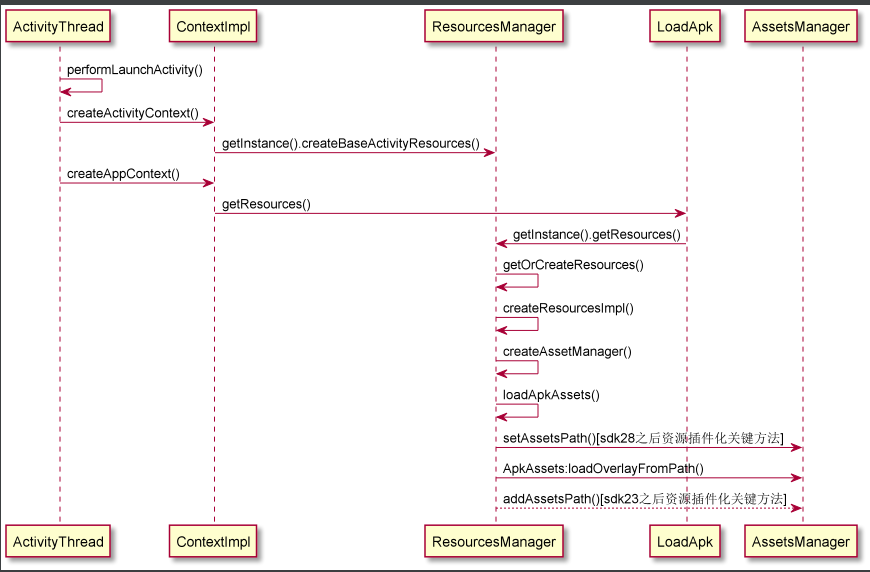 ActivityThread ContextImpl ResourcesManager LoadApk AssetsManager
performLaunchActivity()
createActivityContext()
getInstance().createBaseActivityResources()
createAppContext()
getResources()
getInstance().getResources()
getOrCreateResources()
createResourcesImpl()
createAssetManager()
loadApkAssets()
setAssetsPath()[sdk28之后资源插件化关键方法]
ApkAssets:loadOverlayFromPath()
addAssetsPath()[sdk23之后资源插件化关键方法]
ActivityThread ContextImpl ResourcesManager LoadApk AssetsManager